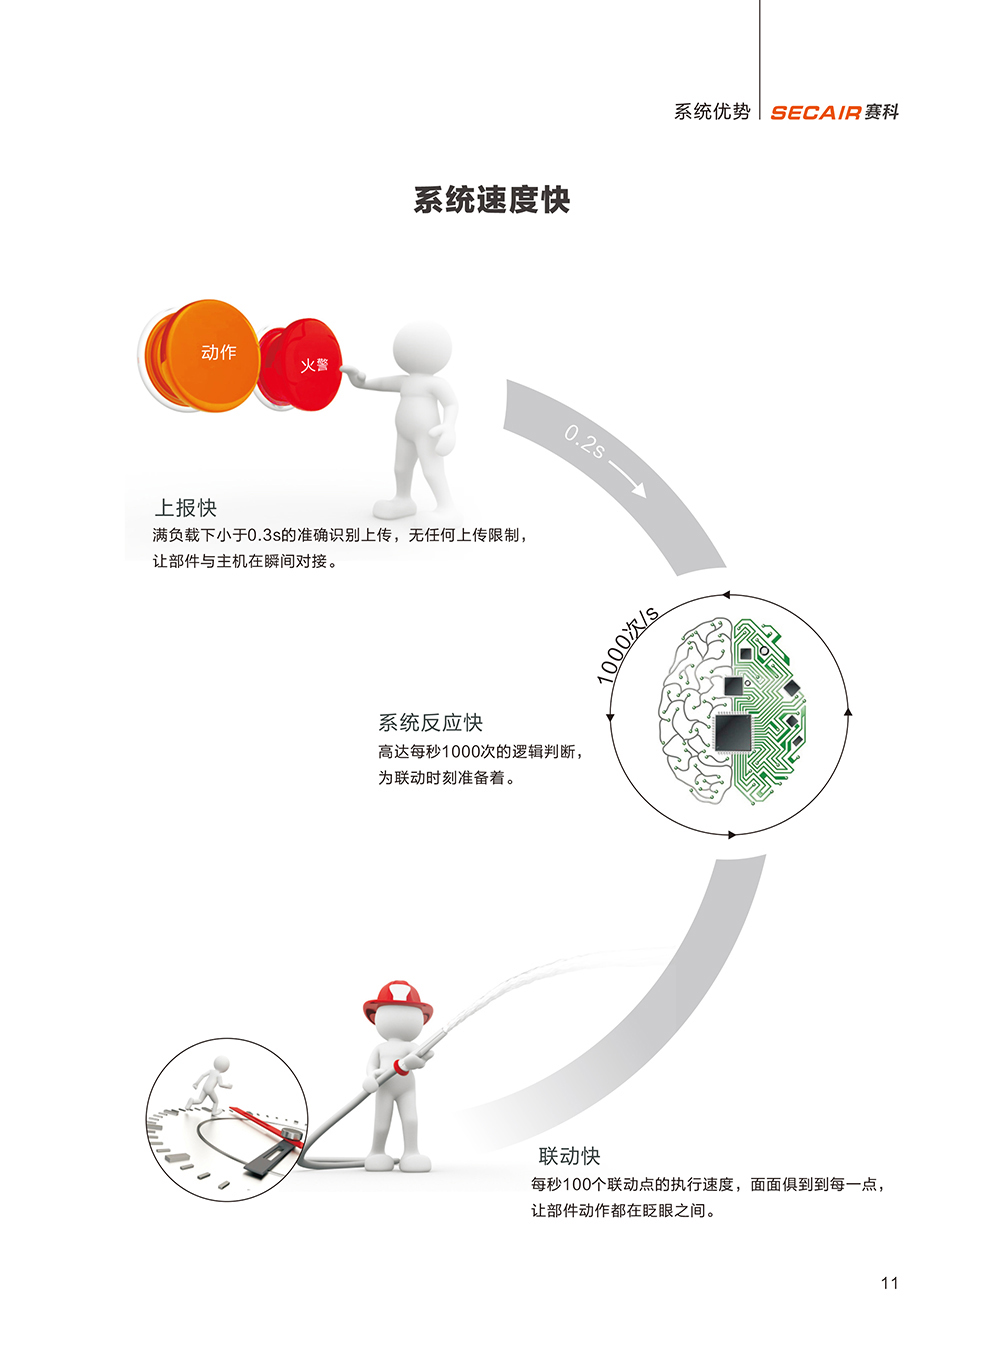 系统优势
SECAIR赛科
系统速度快
动作
火警
0.2s
上报快
满负载下小于0.3s的准确识别上传，无任何上传限制，
让部件与主机在瞬间对接。
1000次/s
系统反应快
高达每秒1000次的逻辑判断，
为联动时刻准备着。
联动快
每秒100个联动点的执行速度，面面俱到到每一点，
让部件动作都在眨眼之间。
11